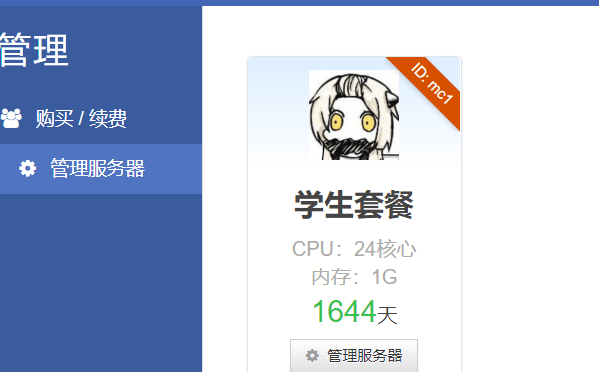 管理
购买 / 续费
管理服务器
ID: mc1
学生套餐
CPU：24核心
内存：1G
1644天
管理服务器